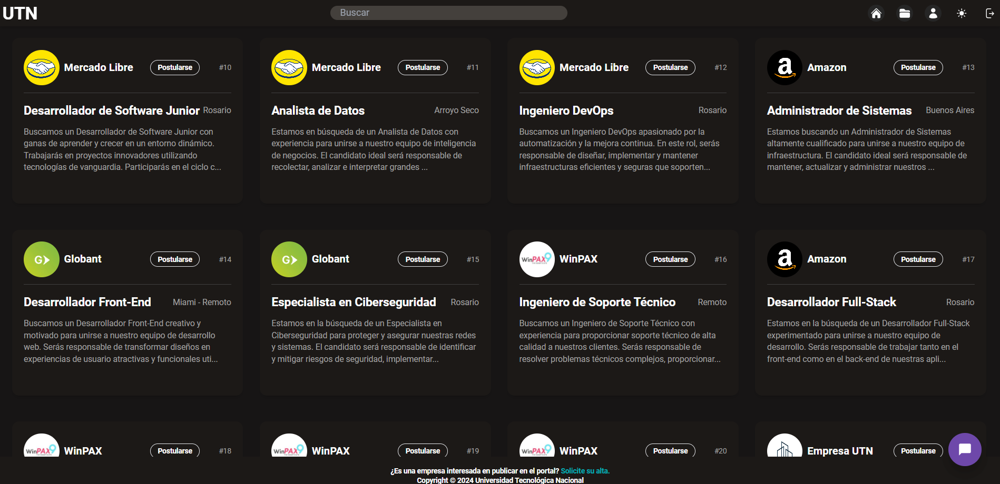 UTN
Buscar
Mercado Libre
Postularse
#10
Desarrollador de Software Junior
Rosario
Buscamos un Desarrollador de Software Junior con
ganas de aprender y crecer en un entorno dinámico.
Trabajarás en proyectos innovadores utilizando
tecnologías de vanguardia. Participarás en el ciclo c...
Mercado Libre
Postularse
#11
Analista de Datos
Arroyo Seco
Estamos en búsqueda de un Analista de Datos con
experiencia para unirse a nuestro equipo de inteligencia
de negocios. El candidato ideal será responsable de
recolectar, analizar e interpretar grandes ...
Mercado Libre
Postularse
#12
Ingeniero DevOps
Rosario
Buscamos un Ingeniero DevOps apasionado por la
automatización y la mejora continua. En este rol, serás
responsable de diseñar, implementar y mantener
infraestructuras eficientes y seguras que soporten...
a
Amazon
Postularse
#13
Administrador de Sistemas
Buenos Aires
Estamos buscando un Administrador de Sistemas
altamente cualificado para unirse a nuestro equipo de
infraestructura. El candidato ideal será responsable de
mantener, actualizar y administrar nuestros ...
G
Globant
Postularse
#14
Desarrollador Front-End
Miami - Remoto
Buscamos un Desarrollador Front-End creativo y
motivado para unirse a nuestro equipo de desarrollo
web. Serás responsable de transformar diseños en
experiencias de usuario atractivas y funcionales uti...
G
Globant
Postularse
#15
Especialista en Ciberseguridad
Rosario
Estamos en la búsqueda de un Especialista en
Ciberseguridad para proteger y asegurar nuestras redes
y sistemas. El candidato será responsable de identificar
y mitigar riesgos de seguridad, implementar...
WinPAX9
WinPAX
Postularse
#16
Ingeniero de Soporte Técnico
Remoto
Buscamos un Ingeniero de Soporte Técnico con
experiencia para proporcionar soporte técnico de alta
calidad a nuestros clientes. Serás responsable de
resolver problemas técnicos complejos, proporcionar...
a
Amazon
Postularse
#17
Desarrollador Full-Stack
Rosario
Estamos en la búsqueda de un Desarrollador Full-Stack
experimentado para unirse a nuestro equipo de
desarrollo. Serás responsable de trabajar tanto en el
front-end como en el back-end de nuestras apli...
WinPAX9
WinPAX
Postularse
#18
WinPAX9
WinPAX
Postularse
#19
WinPAX9
WinPAX
Postularse
#20
Empresa UTN
Postularse
¿Es una empresa interesada en publicar en el portal? Solicite su alta.
Copyright © 2024 Universidad Tecnológica Nacional